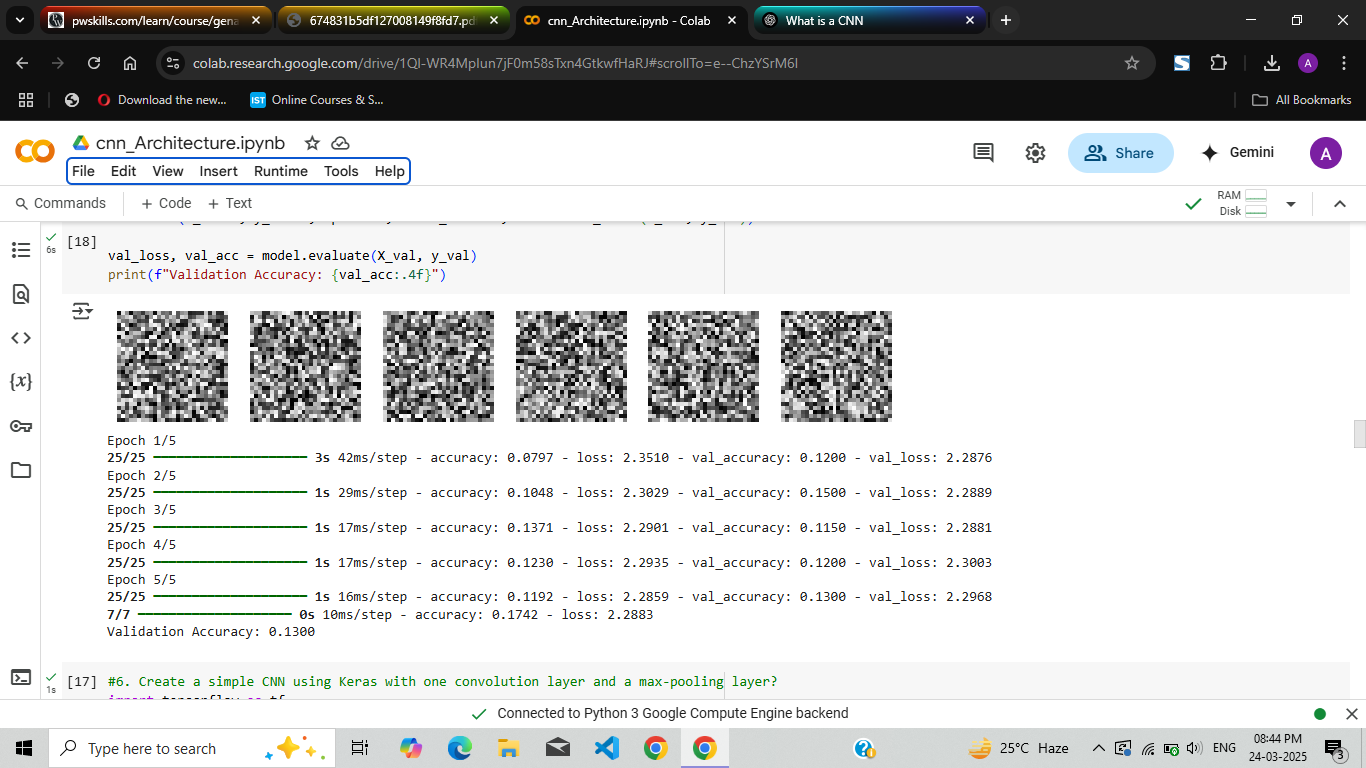 pwskills.com/learn/course/gena
674831b5df127008149f8fd7.pd
cnn_Architecture.ipynb - Colab
What is a CNN
colab.research.google.com/drive/1QI-WR4MpIun7jF0m58sTxn4GtkwfHaRJ#scrollTo=e--ChzYSrM6l
Download the new...
IST Online Courses & S...
All Bookmarks
cnn_Architecture.ipynb
File Edit View Insert Runtime Tools Help
Share
Gemini
A
Commands + Code + Text
RAM
Disk
[18]
6s
val_loss, val_acc = model.evaluate(X_val, y_val)
print(f"Validation Accuracy: {val_acc:.4f}")
Epoch 1/5
25/25 3s 42ms/step - accuracy: 0.0797 - loss: 2.3510 - val_accuracy: 0.1200 - val_loss: 2.2876
Epoch 2/5
25/25 1s 29ms/step - accuracy: 0.1048 - loss: 2.3029 - val_accuracy: 0.1500 - val_loss: 2.2889
Epoch 3/5
25/25 1s 17ms/step - accuracy: 0.1371 - loss: 2.2901 - val_accuracy: 0.1150 - val_loss: 2.2881
Epoch 4/5
25/25 1s 17ms/step - accuracy: 0.1230 - loss: 2.2935 - val_accuracy: 0.1200 - val_loss: 2.3003
Epoch 5/5
25/25 1s 16ms/step - accuracy: 0.1192 - loss: 2.2859 - val_accuracy: 0.1300 - val_loss: 2.2968
7/7 0s 10ms/step - accuracy: 0.1742 - loss: 2.2883
Validation Accuracy: 0.1300
[17] #6. Create a simple CNN using Keras with one convolution layer and a max-pooling layer?
1s
Connected to Python 3 Google Compute Engine backend
Type here to search
25°C Haze
ENG
08:44 PM
24-03-2025
3